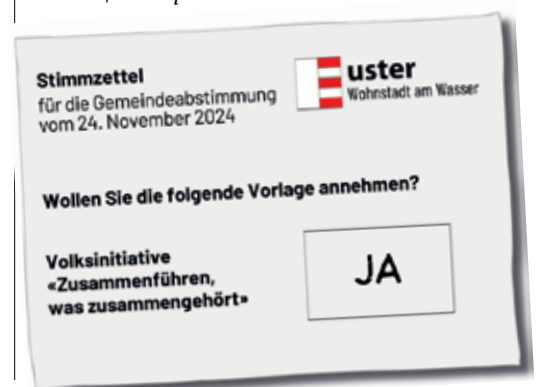 Stimmzettel
für die Gemeindeabstimmung
vom 24. November 2024
uster
Wohnstadt am Wasser
Wollen Sie die folgende Vorlage annehmen?
Volksinitiative
«Zusammenführen,
was zusammengehört»
JA